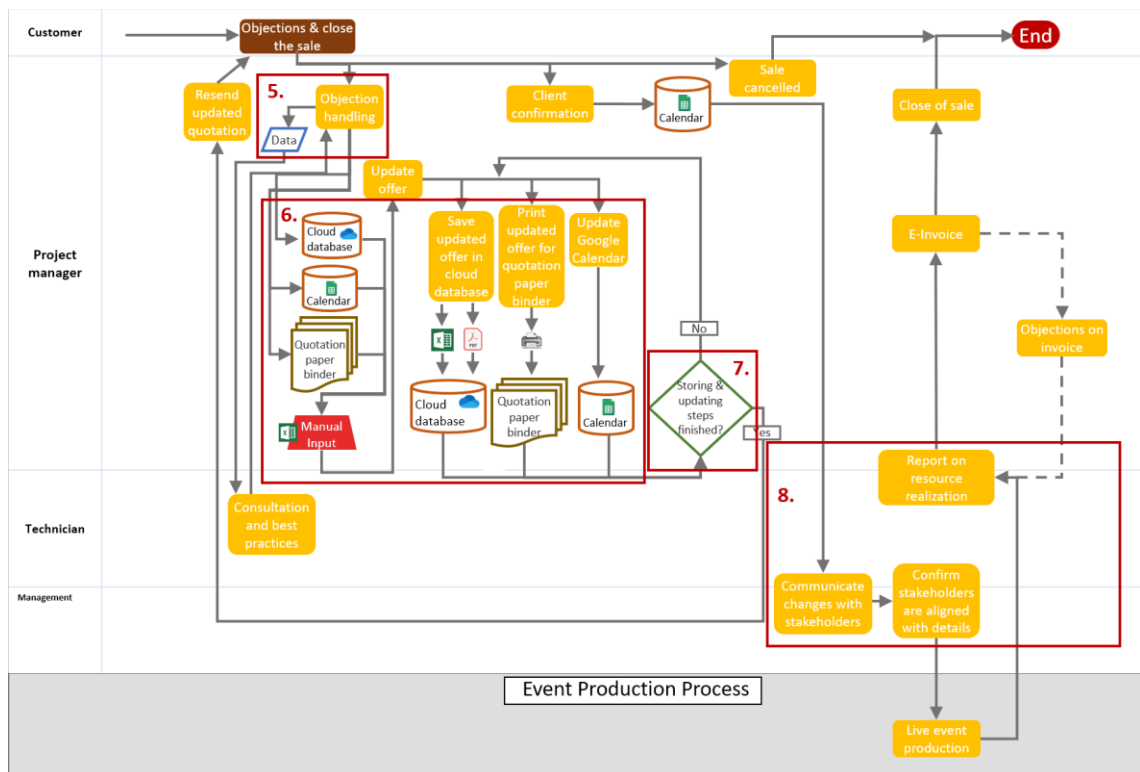 Customer
Objections & close
the sale
End
Sale
cancelled
Project
manager
Resend
updated
quotation
5.
Objection
handling
Data
Client
confirmation
Calendar
Close of sale
Update
offer
6.
Cloud
database
Calendar
Quotation
paper
binder
Manual
Input
Save
updated
offer in
cloud
database
Print
updated
offer for
quotation
paper
binder
Update
Google
Calendar
PDF
Cloud
database
Quotation
paper
binder
Calendar
No
7.
Storing &
updating
steps
finished?
Yes
E-Invoice
Objections on
invoice
Technician
Consultation
and best
practices
8.
Report on
resource
realization
Management
Communicate
changes with
stakeholders
Confirm
stakeholders
are aligned
with details
Event Production Process
Live event
production